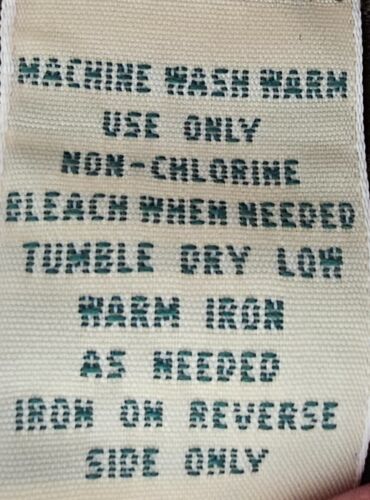 MACHINE WASH WARM
USE ONLY
NON-CHLORINE
BLEACH WHEN NEEDED
TUMBLE DRY LOW
WARM IRON
AS NEEDED
IRON ON REVERSE
SIDE ONLY